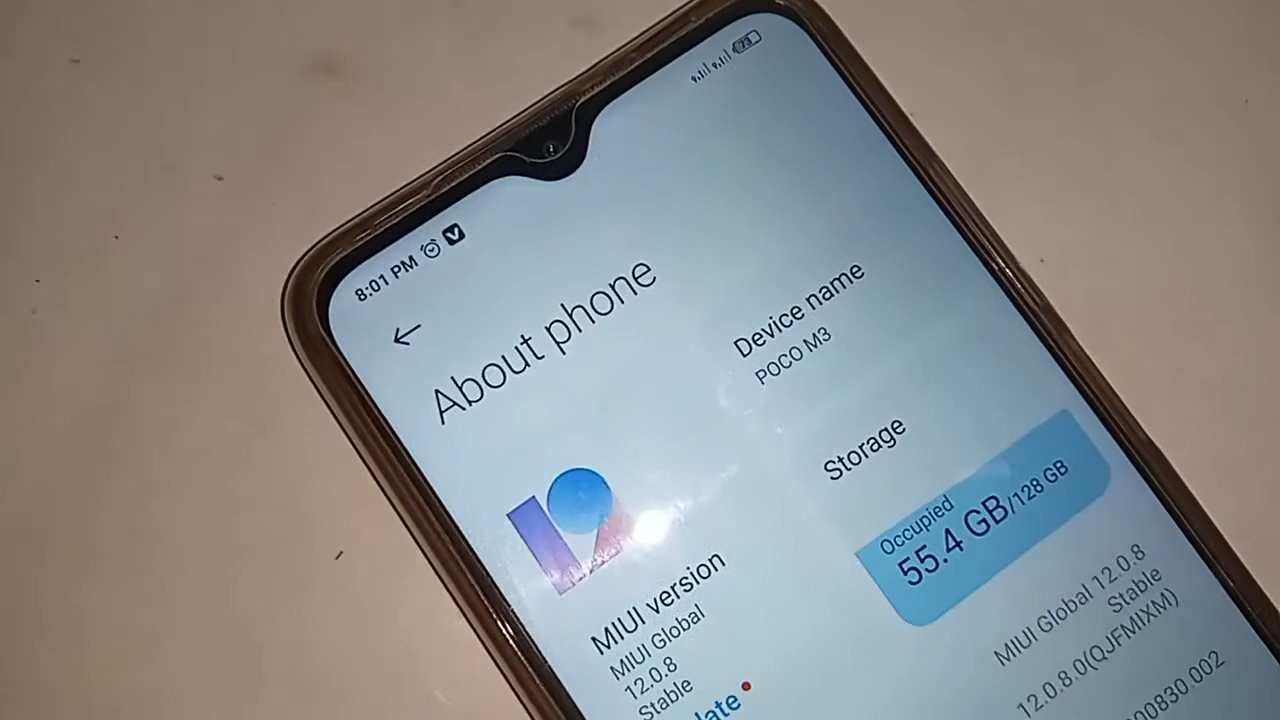 8:01 PM
73
About phone
Device name
POCO M3
Storage
Occupied
55.4 GB/128 GB
MIUI version
MIUI Global
12.0.8
Stable
MIUI Global 12.0.8
Stable
12.0.8.0(QJFMIXM)